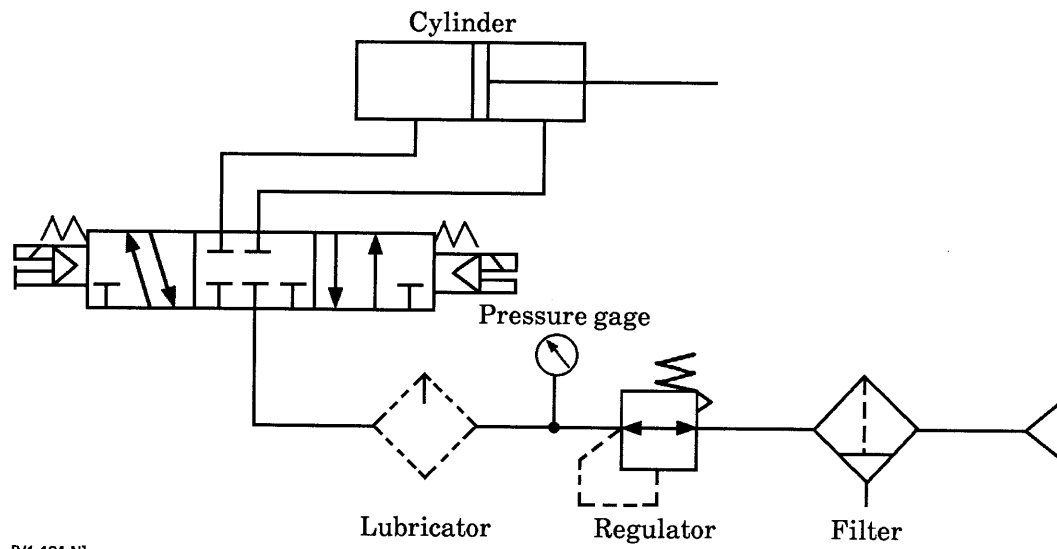 Cylinder
Pressure gage
Lubricator
Regulator
Filter